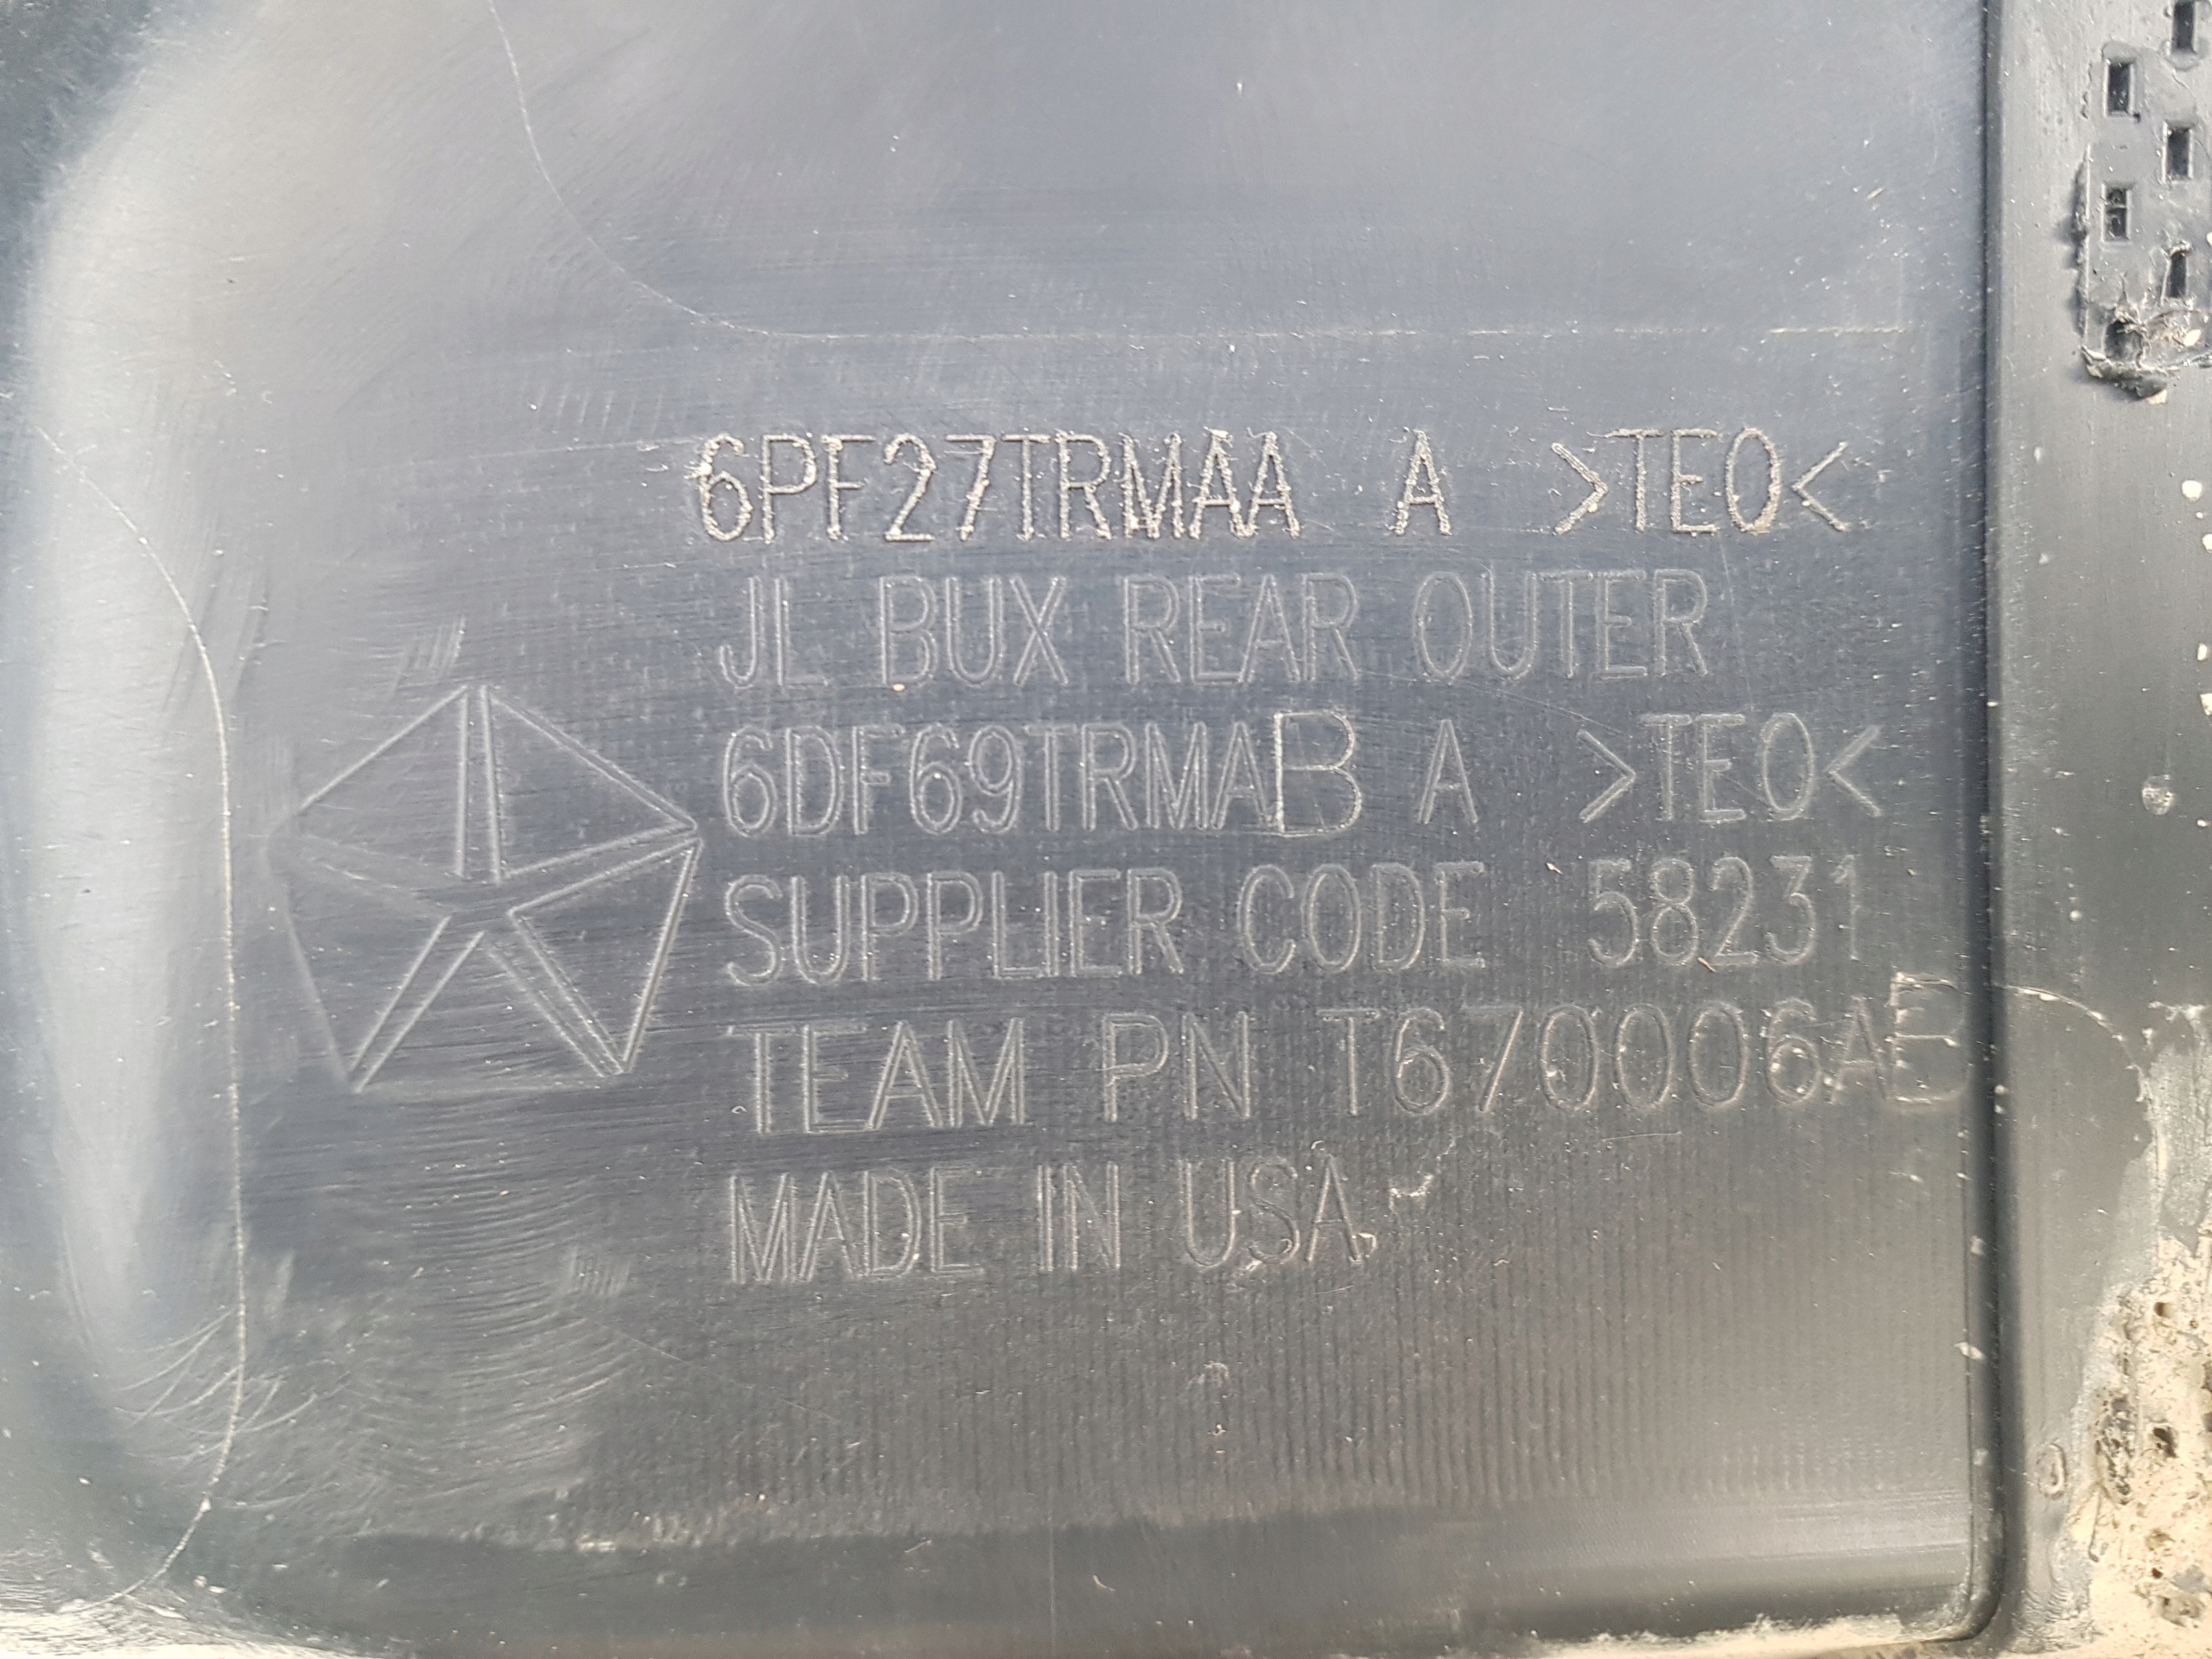 6PF27TRMAA A >TEO<
JL BUX REAR OUTER
6DF69TRMAB A >TEO<
SUPPLIER CODE 58231
TEAM PN T670006AB
MADE IN USA